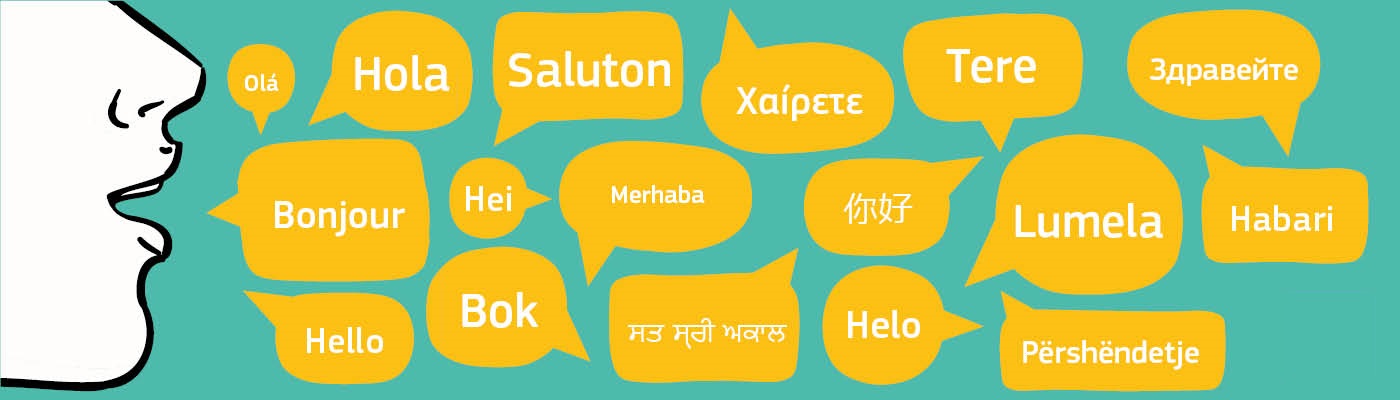 Olá
Hola
Saluton
Χαίρετε
Tere
Здравейте
Bonjour
Hei
Merhaba
你好
Lumela
Habari
Hello
Bok
ਸਤ ਸ੍ਰੀ ਅਕਾਲ
Helo
Përshëndetje